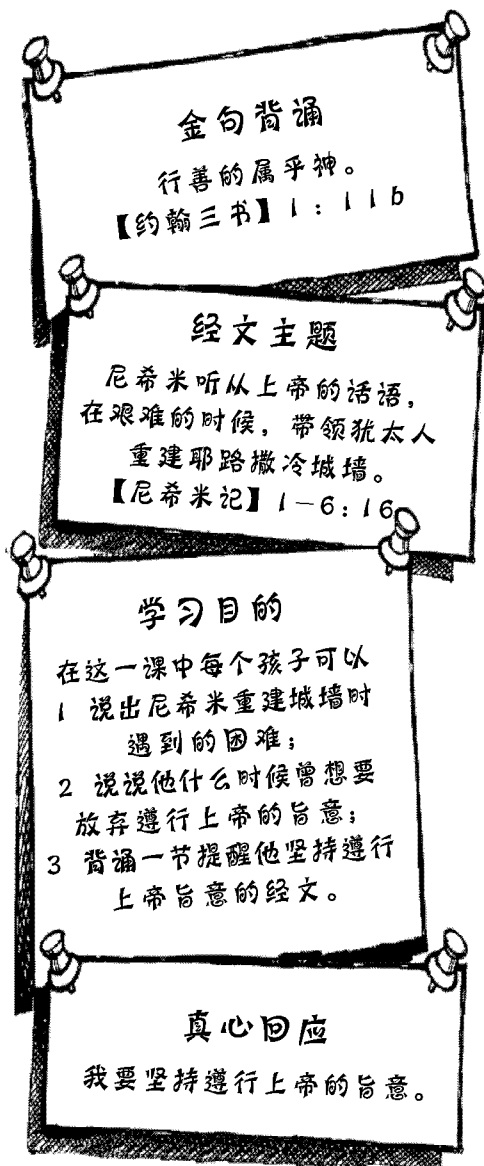 金句背诵
行善的属乎神。
【约翰三书】1：11b
经文主题
尼希米听从上帝的话语，
在艰难的时候，带领犹太人
重建耶路撒冷城墙。
【尼希米记】1－6：16
学习目的
在这一课中每个孩子可以
1 说出尼希米重建城墙时
遇到的困难；
2 说说他什么时候曾想要
放弃遵行上帝的旨意；
3 背诵一节提醒他坚持遵行
上帝旨意的经文。
真心回应
我要坚持遵行上帝的旨意。